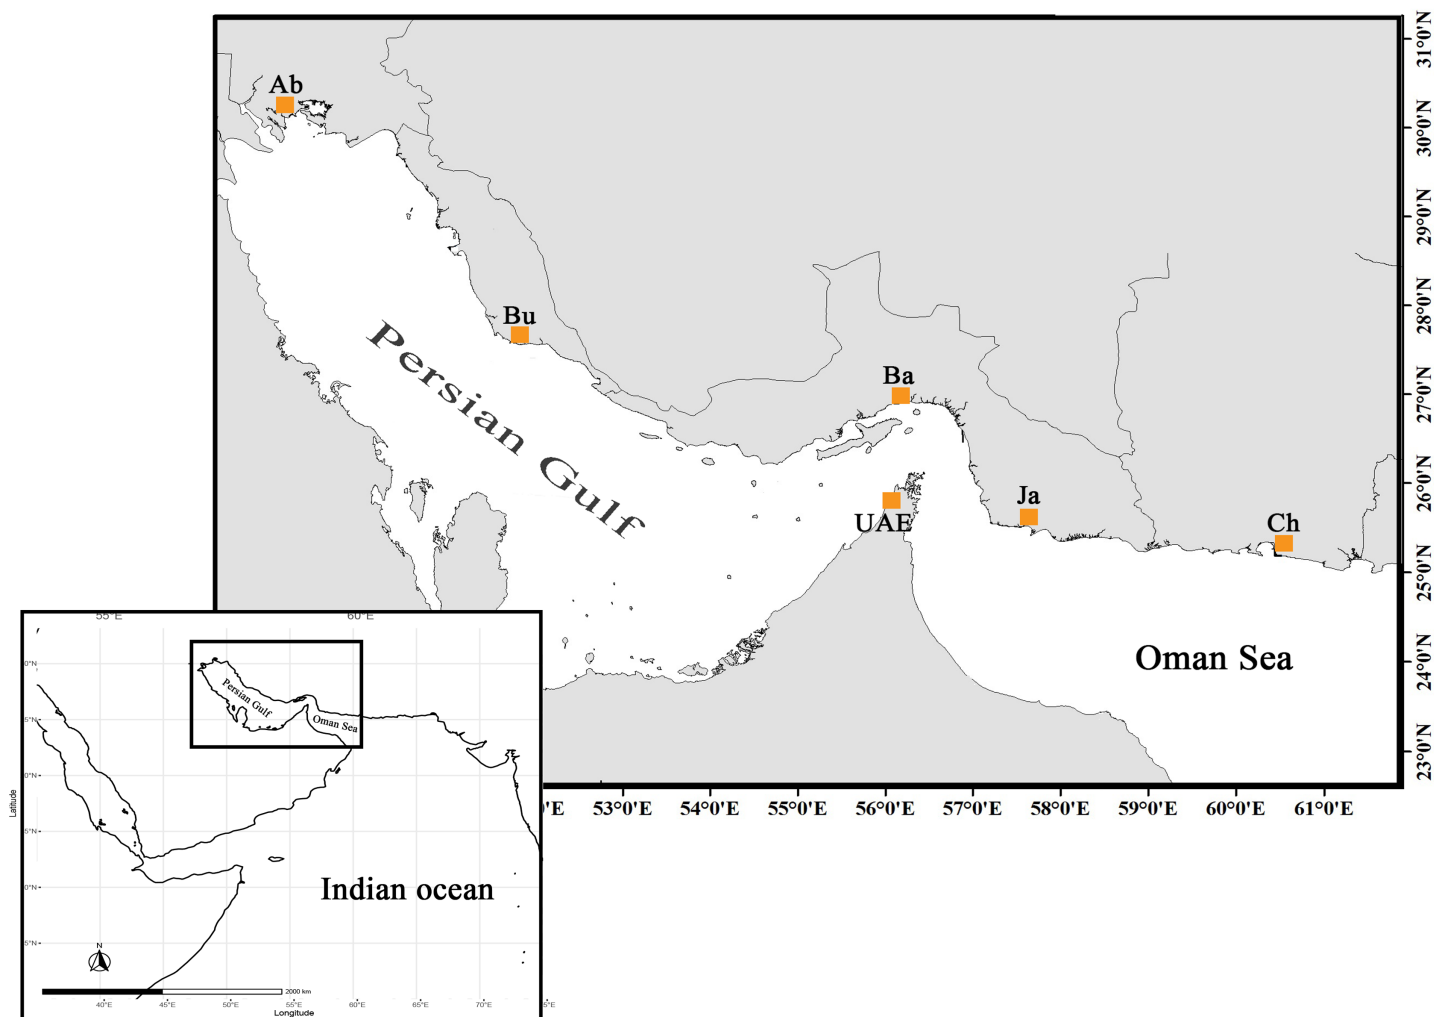 Ab
31°0'N
30°0'N
29°0'N
Bu
28°0'N
Persian Gulf
Ba
27°0'N
26°0'N
Ja
UAE
Ch
25°0'N
Oman Sea
24°0'N
23°0'N
53°0'E
54°0'E
55°0'E
56°0'E
57°0'E
58°0'E
59°0'E
60°0'E
61°0'E
55°E
60°E
Persian Gulf
Oman Sea
Latitude
Indian ocean
N
2000 km
40°E
45°E
50°E
55°E
60°E
65°E
70°E
Longitude